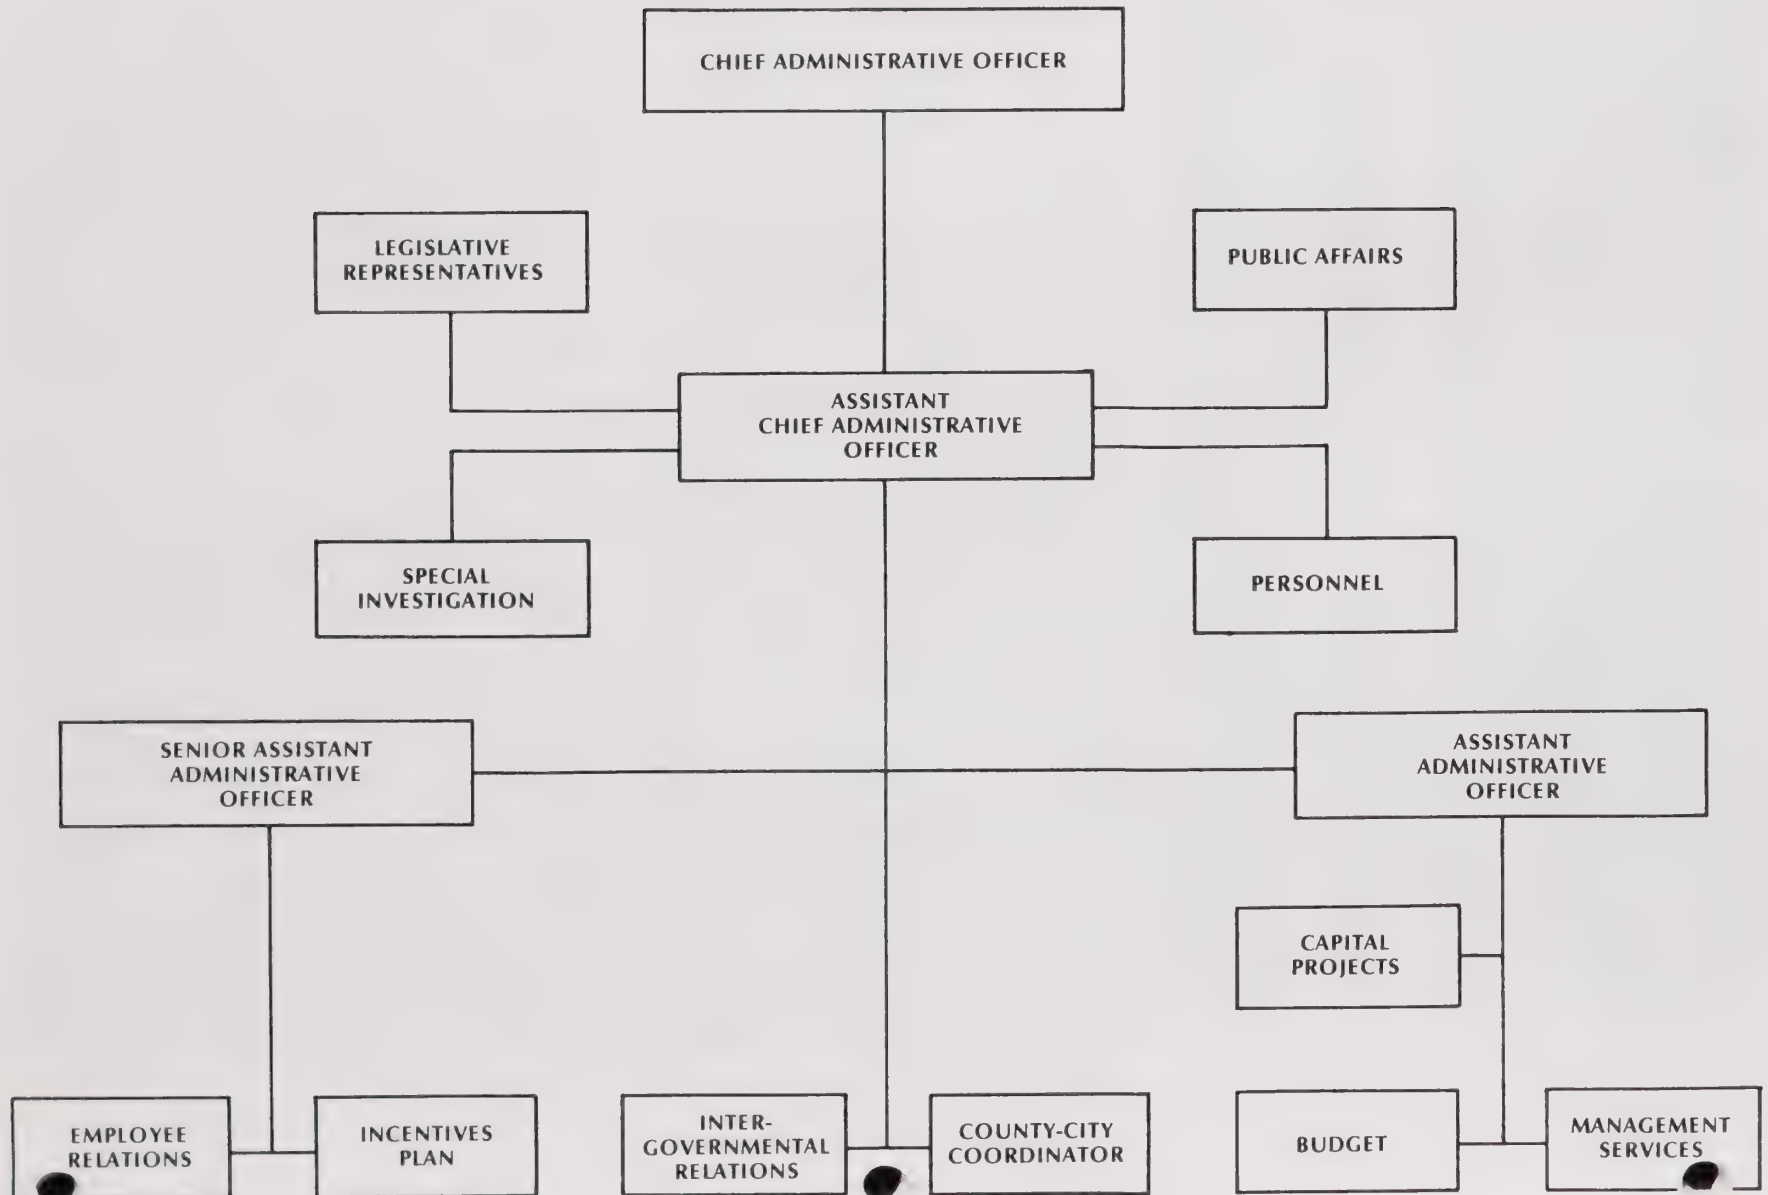 CHIEF ADMINISTRATIVE OFFICER
LEGISLATIVE
REPRESENTATIVES
PUBLIC AFFAIRS
ASSISTANT
CHIEF ADMINISTRATIVE
OFFICER
SPECIAL
INVESTIGATION
PERSONNEL
SENIOR ASSISTANT
ADMINISTRATIVE
OFFICER
ASSISTANT
ADMINISTRATIVE
OFFICER
CAPITAL
PROJECTS
EMPLOYEE
RELATIONS
INCENTIVES
PLAN
INTER-
GOVERNMENTAL
RELATIONS
COUNTY-CITY
COORDINATOR
BUDGET
MANAGEMENT
SERVICES